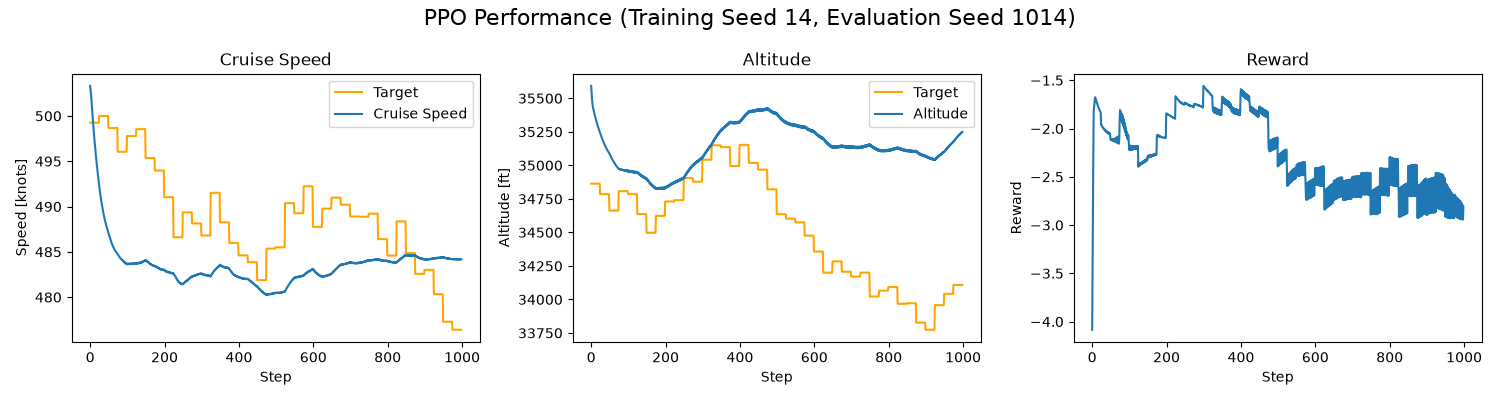 PPO Performance (Training Seed 14, Evaluation Seed 1014)
Cruise Speed
Speed [knots]
500
495
490
485
480
Target
Cruise Speed
0 200 400 600 800 1000
Step
Altitude
Altitude [ft]
35500
35250
35000
34750
34500
34250
34000
33750
Target
Altitude
0 200 400 600 800 1000
Step
Reward
Reward
−1.5
−2.0
−2.5
−3.0
−3.5
−4.0
0 200 400 600 800 1000
Step